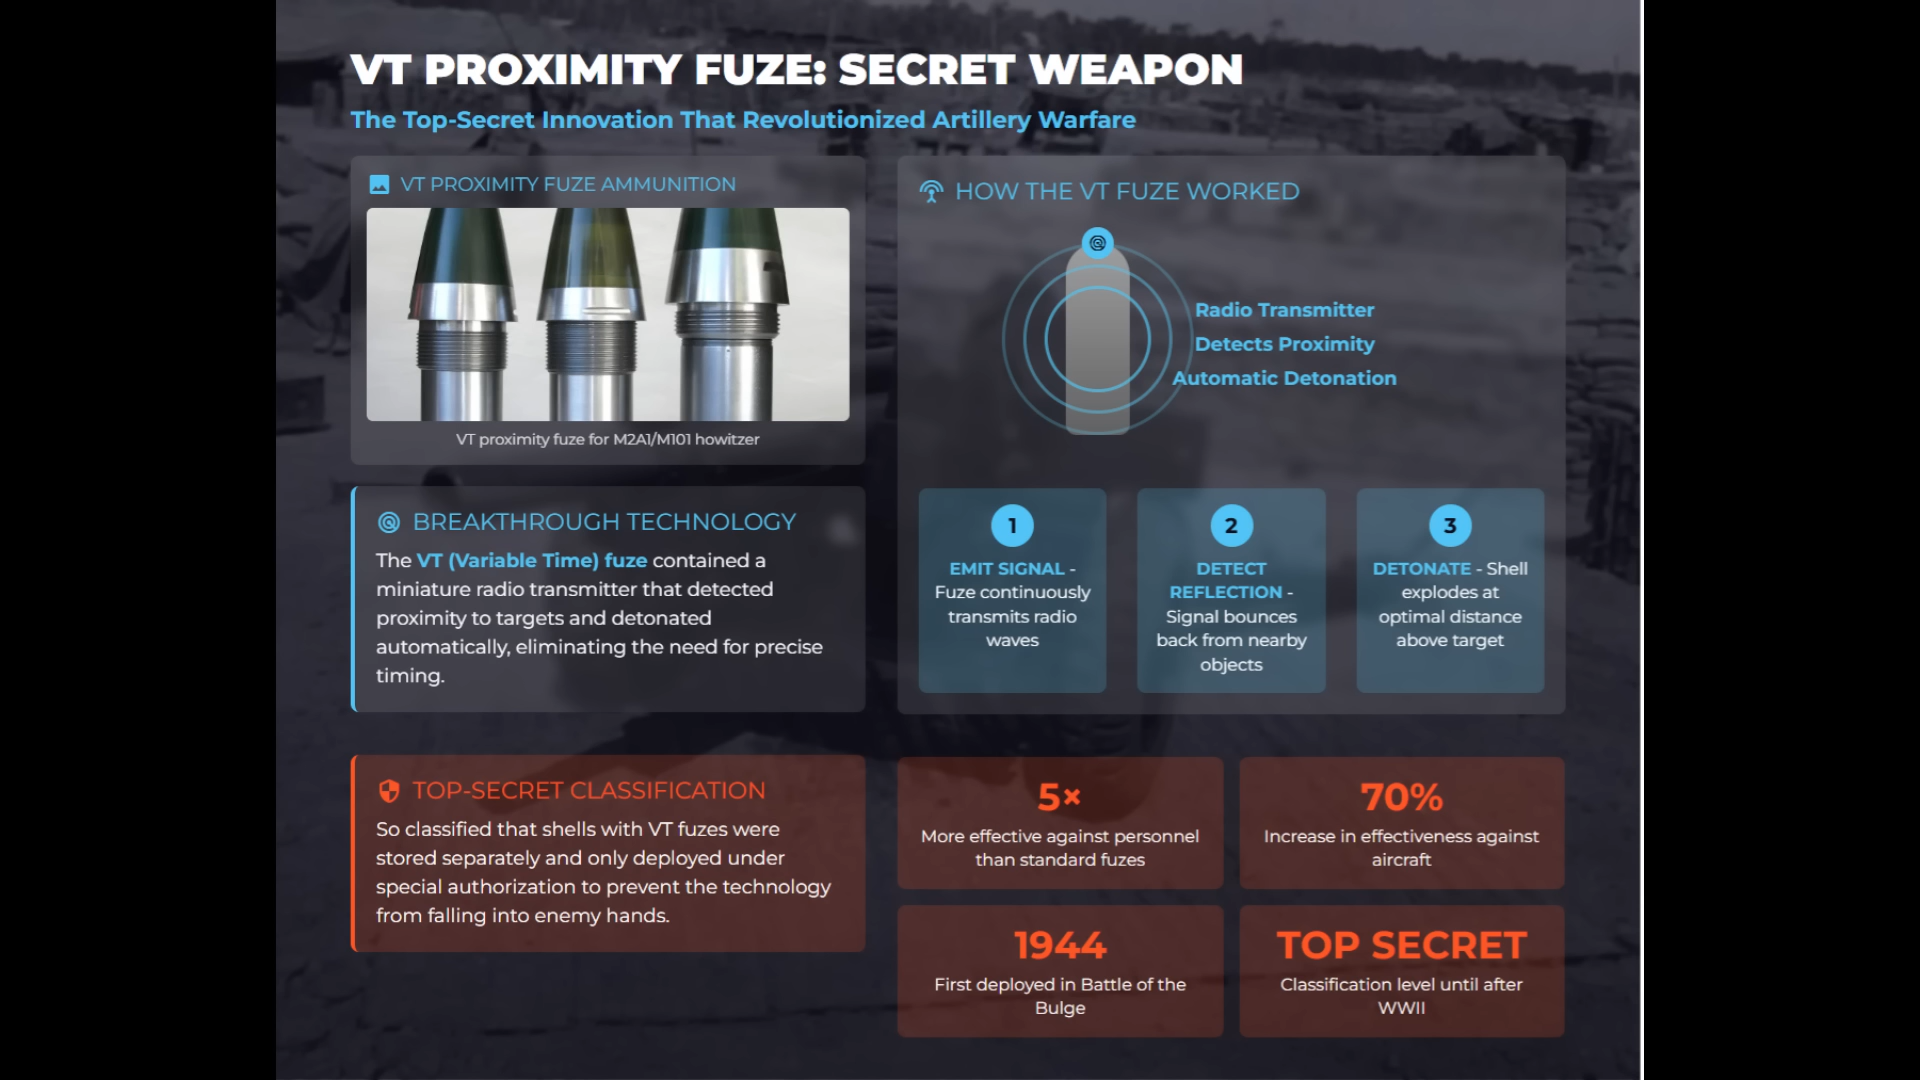 VT PROXIMITY FUZE: SECRET WEAPON
The Top-Secret Innovation That Revolutionized Artillery Warfare
VT PROXIMITY FUZE AMMUNITION
VT proximity fuze for M2A1/M101 howitzer
BREAKTHROUGH TECHNOLOGY
The VT (Variable Time) fuze contained a
miniature radio transmitter that detected
proximity to targets and detonated
automatically, eliminating the need for precise
timing.
HOW THE VT FUZE WORKED
Radio Transmitter
Detects Proximity
Automatic Detonation
1
EMIT SIGNAL -
Fuze continuously
transmits radio
waves
2
DETECT
REFLECTION -
Signal bounces
back from nearby
objects
3
DETONATE - Shell
explodes at
optimal distance
above target
TOP-SECRET CLASSIFICATION
So classified that shells with VT fuzes were
stored separately and only deployed under
special authorization to prevent the technology
from falling into enemy hands.
5×
More effective against personnel
than standard fuzes
70%
Increase in effectiveness against
aircraft
1944
First deployed in Battle of the
Bulge
TOP SECRET
Classification level until after
WWII